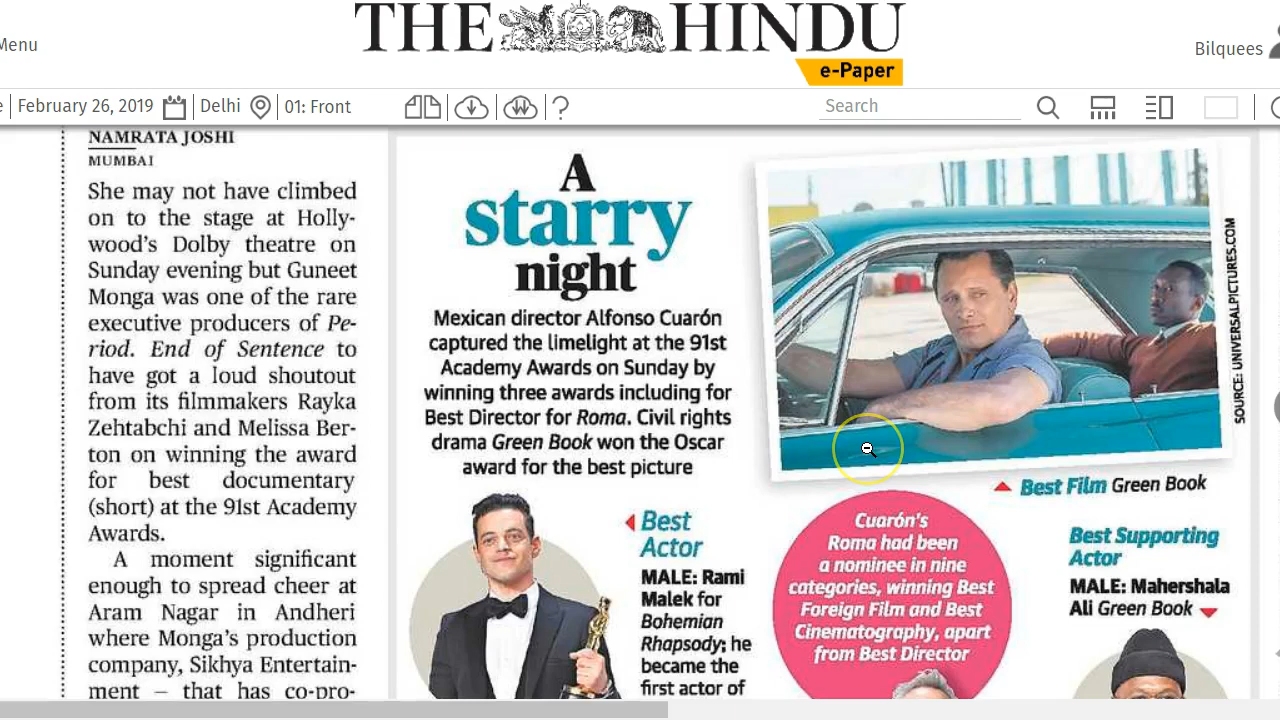 THE HINDU
e-Paper
Menu
Bilquees
e
February 26, 2019
Delhi
01: Front
?
Search
NAMRATA JOSHI
MUMBAI
She may not have climbed
on to the stage at Holly-
wood's Dolby theatre on
Sunday evening but Guneet
Monga was one of the rare
executive producers of Pe-
riod. End of Sentence to
have got a loud shoutout
from its filmmakers Rayka
Zehtabchi and Melissa Ber-
ton on winning the award
for best documentary
(short) at the 91st Academy
Awards.
A moment significant
enough to spread cheer at
Aram Nagar in Andheri
where Monga's production
company, Sikhya Entertain-
ment – that has co-pro-
A
starry
night
Mexican director Alfonso Cuarón
captured the limelight at the 91st
Academy Awards on Sunday by
winning three awards including for
Best Director for Roma. Civil rights
drama Green Book won the Oscar
award for the best picture
SOURCE: UNIVERSALPICTURES.COM
Best Film Green Book
Best
Actor
MALE: Rami
Malek for
Bohemian
Rhapsody; he
became the
first actor of
Cuarón's
Roma had been
a nominee in nine
categories, winning Best
Foreign Film and Best
Cinematography, apart
from Best Director
Best Supporting
Actor
MALE: Mahershala
Ali Green Book